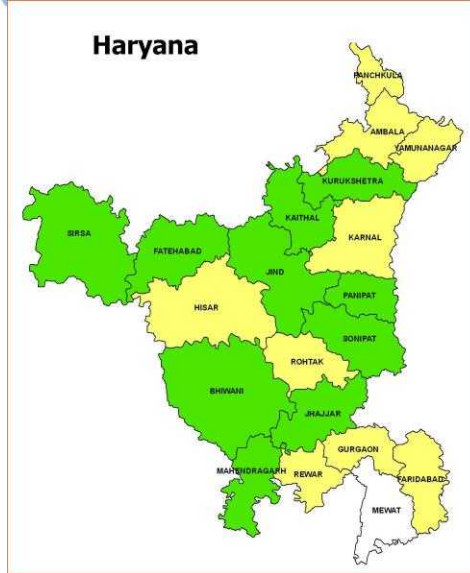 Haryana
PANCHKULA
AMBALA
YAMUNANAGAR
KURUKSHETRA
KAITHAL
SIRSA
KARNAL
FATEHABAD
JIND
PANIPAT
HISAR
SONIPAT
ROHTAK
BHIWANI
JHAJJAR
GURGAON
MAHENDRAGARH
REWAR
FARIDABAD
MEWAT